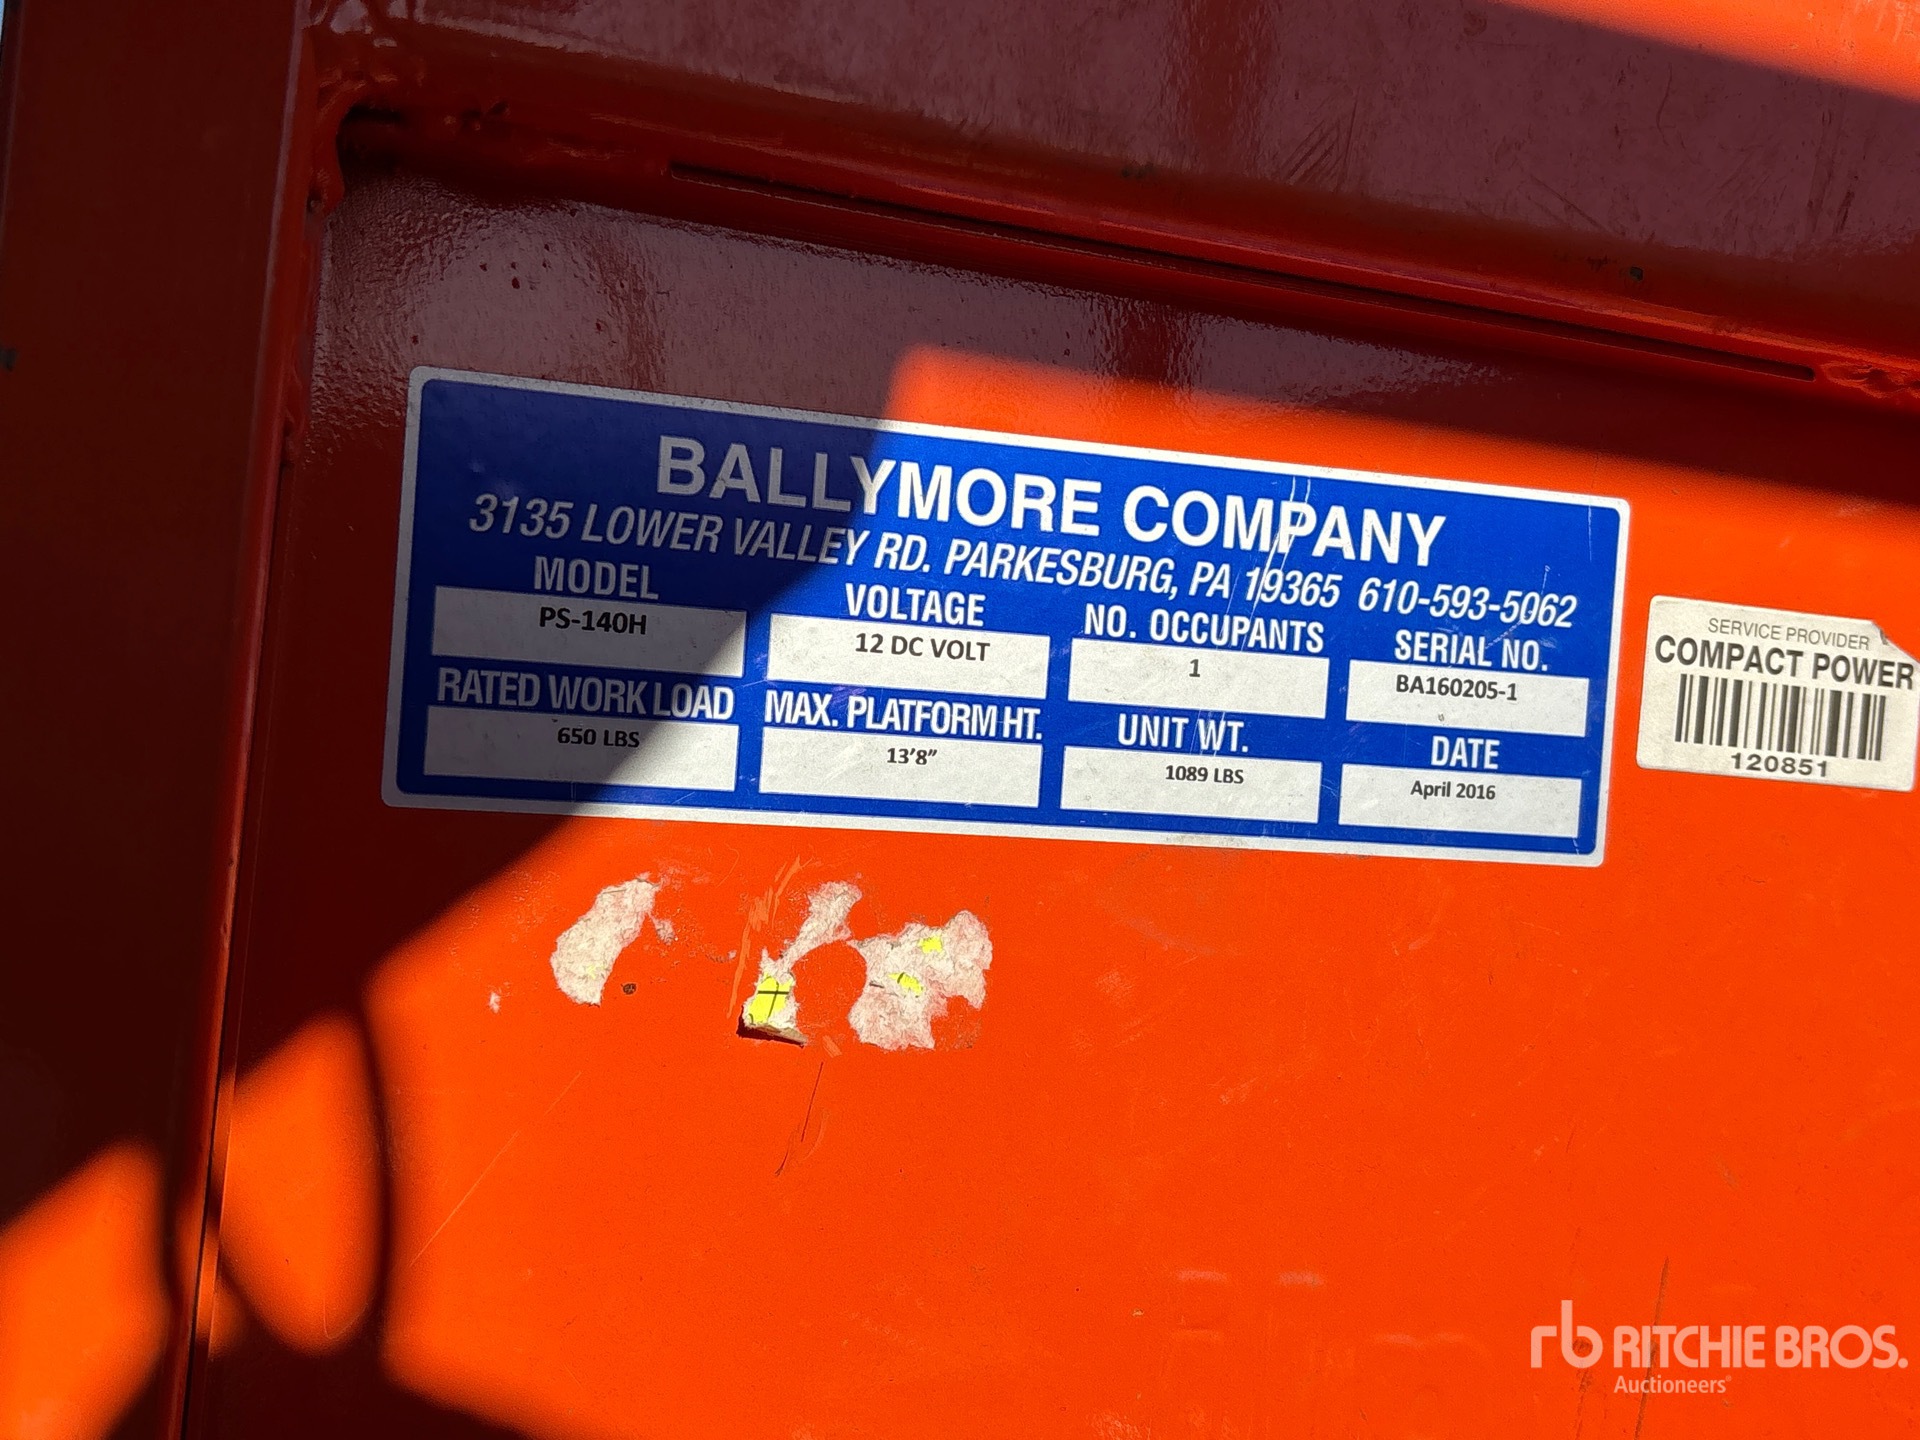 BALLYMORE COMPANY
3135 LOWER VALLEY RD. PARKESBURG, PA 19365 610-593-5062
MODEL VOLTAGE NO. OCCUPANTS SERIAL NO.
PS-140H 12 DC VOLT 1 BA160205-1
RATED WORK LOAD MAX. PLATFORM HT. UNIT WT. DATE
650 LBS 13'8" 1089 LBS April 2016
SERVICE PROVIDER
COMPACT POWER
120851
rb RITCHIE BROS.
Auctioneers